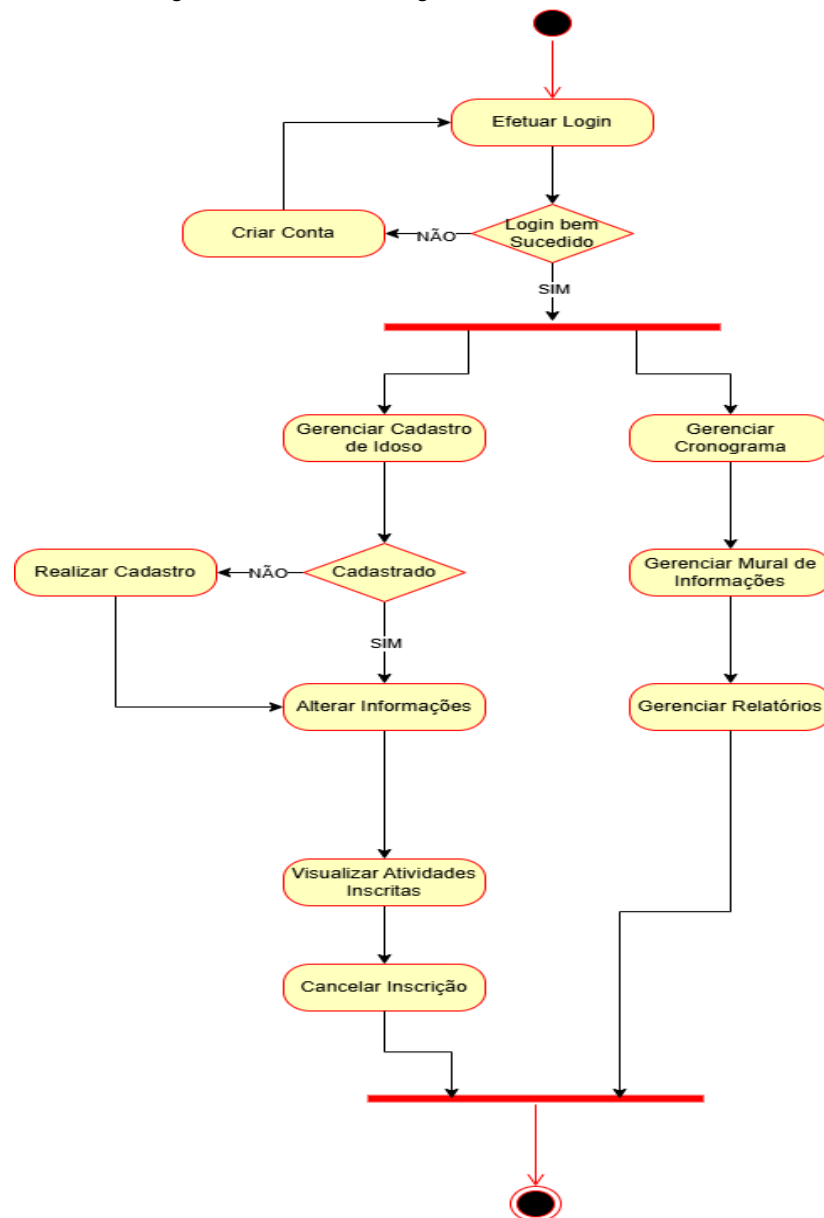 Efetuar Login
Login bem
Sucedido
NÃO
Criar Conta
SIM
Gerenciar Cadastro
de Idoso
Gerenciar
Cronograma
Cadastrado
NÃO
Realizar Cadastro
Gerenciar Mural de
Informações
SIM
Alterar Informações
Gerenciar Relatórios
Visualizar Atividades
Inscritas
Cancelar Inscrição